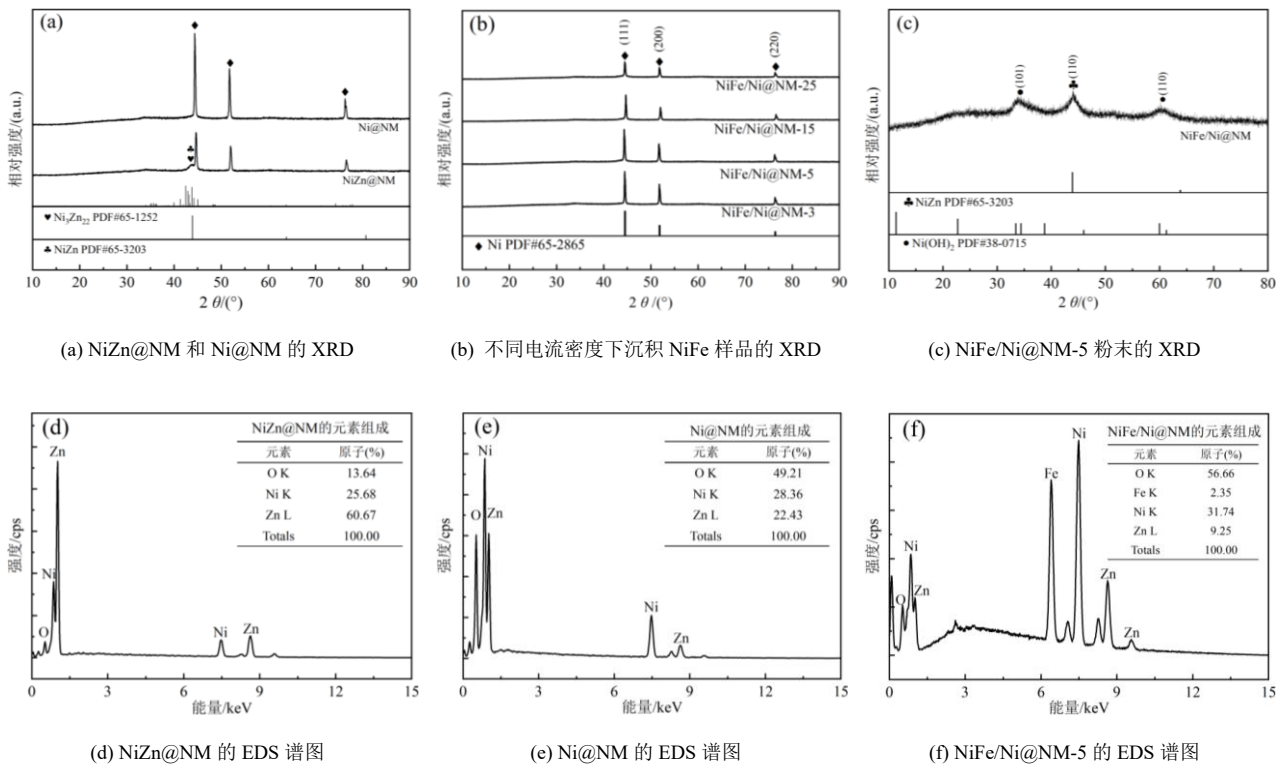 (a)
Ni@NM
NiZn@NM
♥ Ni₃Zn₂₂ PDF#65-1252
♣ NiZn PDF#65-3203
相对强度/(a.u.)
10 20 30 40 50 60 70 80 90
2 θ/(°)
(a) NiZn@NM 和 Ni@NM 的 XRD
(b)
(111)
(200)
(220)
NiFe/Ni@NM-25
NiFe/Ni@NM-15
NiFe/Ni@NM-5
NiFe/Ni@NM-3
♦ Ni PDF#65-2865
相对强度/(a.u.)
10 20 30 40 50 60 70 80 90
2 θ/(°)
(b) 不同电流密度下沉积 NiFe 样品的 XRD
(c)
(101)
(110)
(110)
NiFe/Ni@NM
♣ NiZn PDF#65-3203
● Ni(OH)₂ PDF#38-0715
相对强度/(a.u.)
10 20 30 40 50 60 70 80
2 θ/(°)
(c) NiFe/Ni@NM-5 粉末的 XRD
(d)
NiZn@NM的元素组成
元素 原子(%)
O K 13.64
Ni K 25.68
Zn L 60.67
Totals 100.00
Zn
Ni
O
Ni
Zn
强度/cps
0 3 6 9 12 15
能量/keV
(d) NiZn@NM 的 EDS 谱图
(e)
Ni@NM的元素组成
元素 原子(%)
O K 49.21
Ni K 28.36
Zn L 22.43
Totals 100.00
Ni
O
Zn
Ni
Zn
强度/cps
0 3 6 9 12 15
能量/keV
(e) Ni@NM 的 EDS 谱图
(f)
NiFe/Ni@NM的元素组成
元素 原子(%)
O K 56.66
Fe K 2.35
Ni K 31.74
Zn L 9.25
Totals 100.00
Ni
Fe
Ni
O
Zn
Zn
Zn
强度/cps
0 3 6 9 12 15
能量/keV
(f) NiFe/Ni@NM-5 的 EDS 谱图